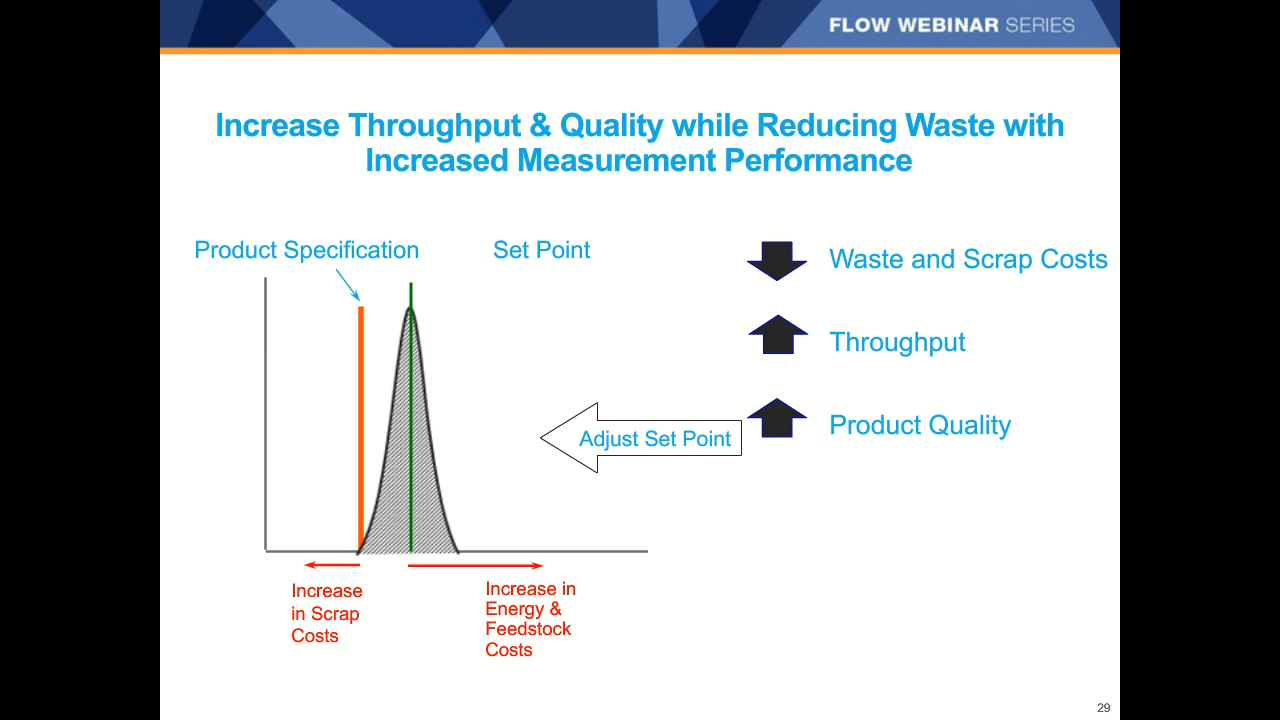 FLOW WEBINAR SERIES
Increase Throughput & Quality while Reducing Waste with
Increased Measurement Performance
Product Specification
Set Point
Waste and Scrap Costs
Throughput
Product Quality
Adjust Set Point
Increase
in Scrap
Costs
Increase in
Energy &
Feedstock
Costs
29